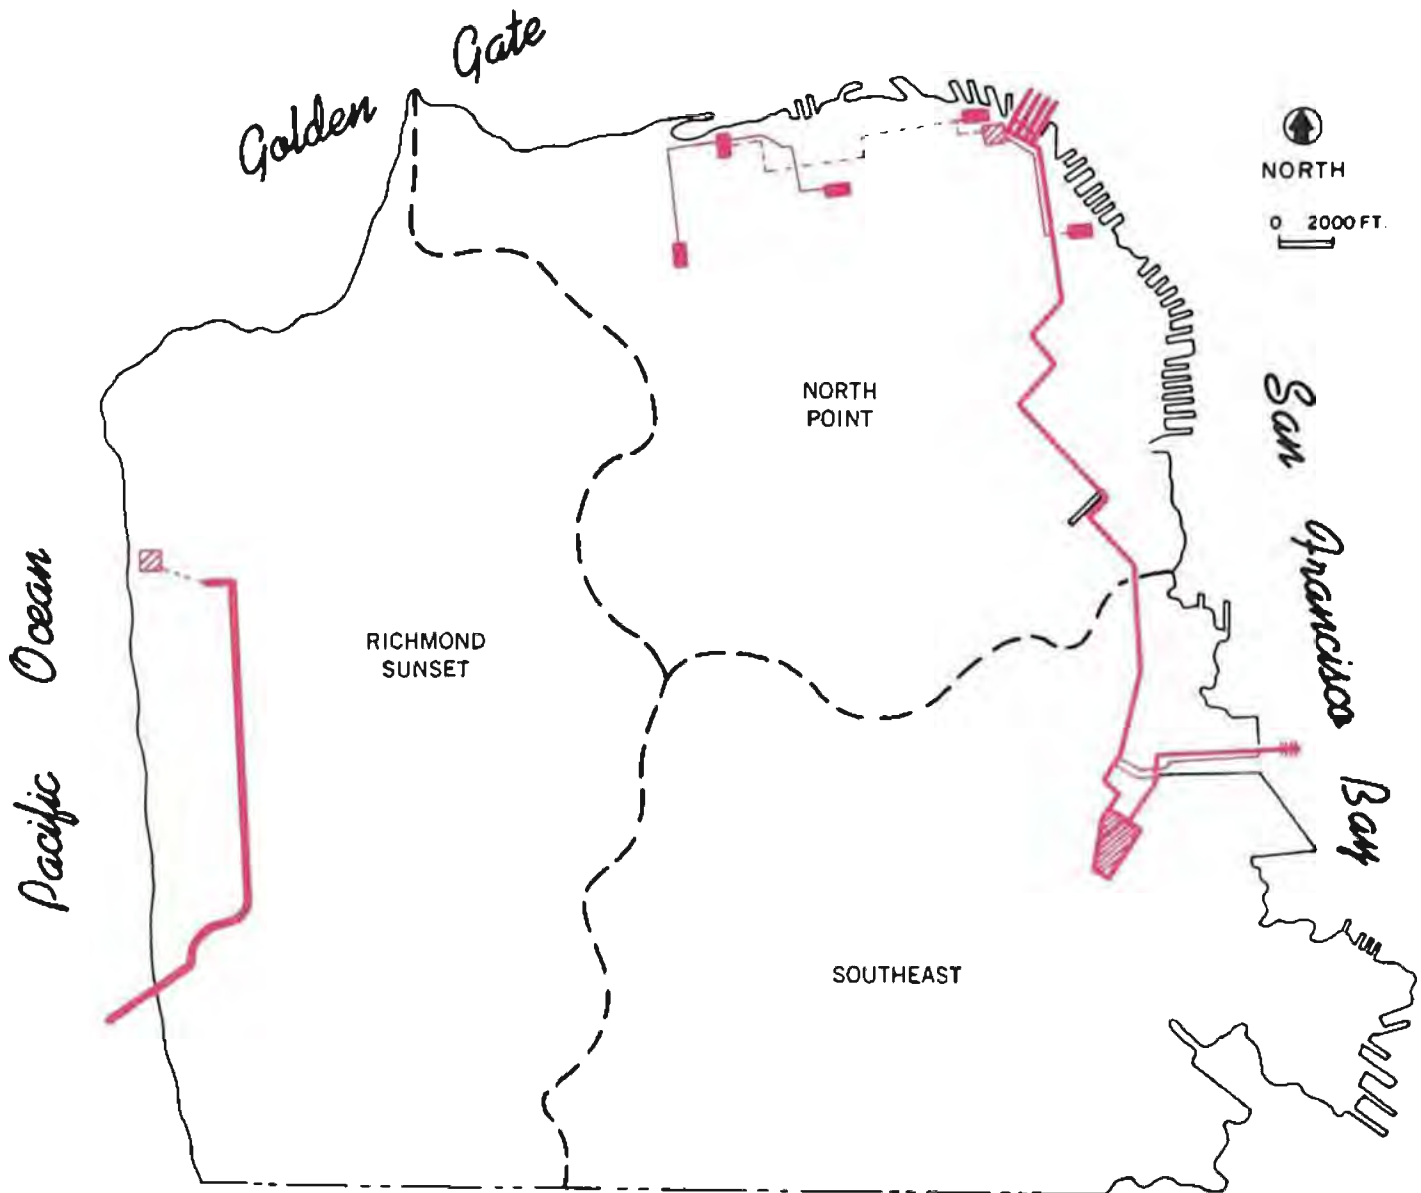 Golden Gate
NORTH
0 2000 FT.
NORTH
POINT
San Francisco Bay
RICHMOND
SUNSET
Pacific Ocean
SOUTHEAST